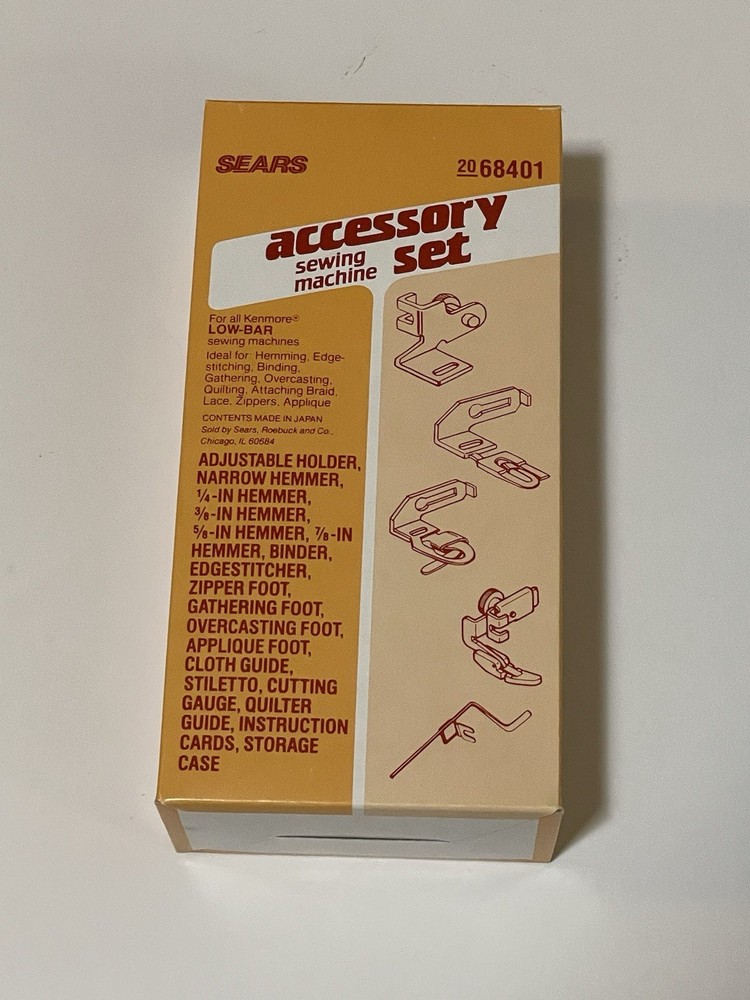 SEARS
20 68401
accessory
sewing
machine
set
For all Kenmore®
LOW-BAR
sewing machines
Ideal for: Hemming, Edge-
stitching, Binding,
Gathering, Overcasting,
Quilting, Attaching Braid,
Lace, Zippers, Applique
CONTENTS MADE IN JAPAN
Sold by Sears, Roebuck and Co.,
Chicago, IL 60684
ADJUSTABLE HOLDER,
NARROW HEMMER,
¼-IN HEMMER,
⅜-IN HEMMER,
⅝-IN HEMMER, ⅞-IN
HEMMER, BINDER,
EDGESTITCHER,
ZIPPER FOOT,
GATHERING FOOT,
OVERCASTING FOOT,
APPLIQUE FOOT,
CLOTH GUIDE,
STILETTO, CUTTING
GAUGE, QUILTER
GUIDE, INSTRUCTION
CARDS, STORAGE
CASE